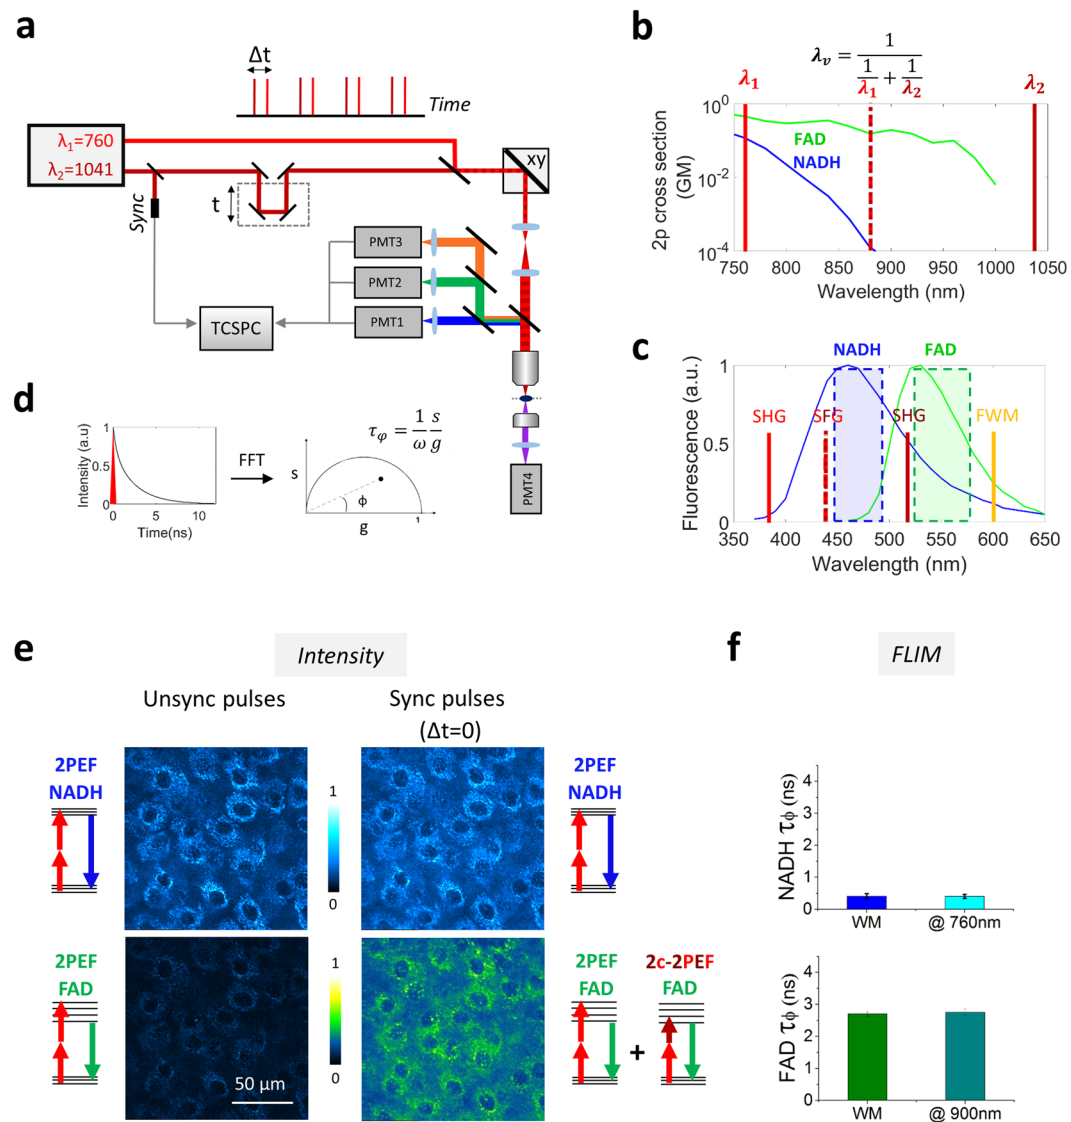 a
Δt
Time
λ1=760
λ2=1041
xy
Sync
t
PMT3
PMT2
PMT1
TCSPC
PMT4
b
λv = 1 / (1/λ1 + 1/λ2)
λ1
λ2
FAD
NADH
2p cross section
(GM)
10^0
10^-2
10^-4
750 800 850 900 950 1000 1050
Wavelength (nm)
c
NADH FAD
SHG SFG SHG FWM
Fluorescence (a.u.)
1
0.5
0
350 400 450 500 550 600 650
Wavelength (nm)
d
Intensity (a.u)
1
0.5
0
0 5 10
Time(ns)
FFT
τφ = 1/ω s/g
s
ϕ
g
1
e
Intensity
Unsync pulses
Sync pulses
(Δt=0)
2PEF
NADH
1
0
2PEF
NADH
2PEF
FAD
50 µm
1
0
2PEF
FAD
+
2c-2PEF
FAD
f
FLIM
NADH τϕ (ns)
4
3
2
1
0
WM @ 760nm
FAD τϕ (ns)
4
3
2
1
0
WM @ 900nm